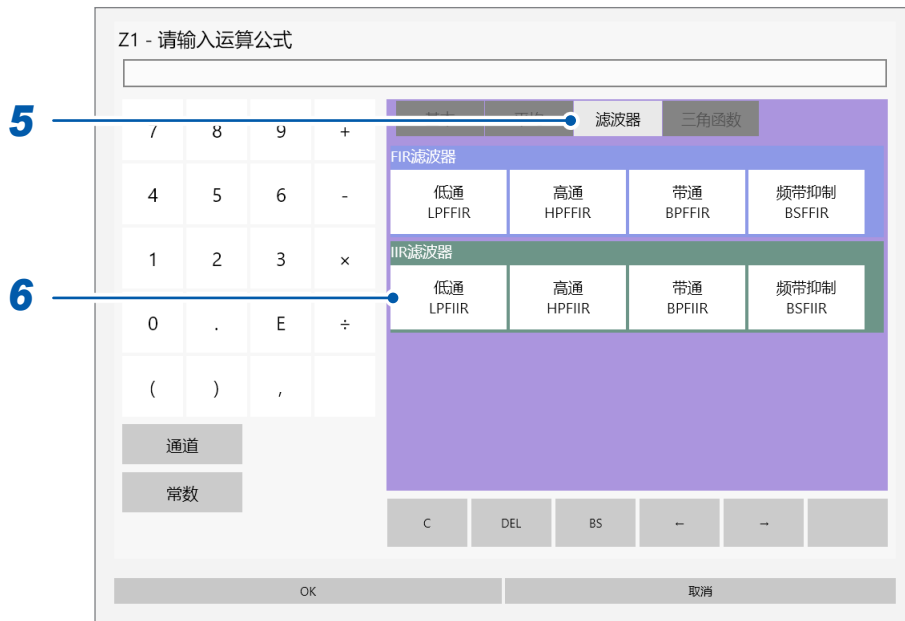 Z1 - 请输入运算公式
5
7 8 9 +
滤波器 三角函数
FIR滤波器
4 5 6 -
低通 高通 带通 频带抑制
LPFFIR HPFFIR BPFFIR BSFFIR
1 2 3 ×
IIR滤波器
6
低通 高通 带通 频带抑制
LPFIIR HPFIIR BPFIIR BSFIIR
0 . E ÷
( ) ,
通道
常数
C DEL BS ← →
OK 取消